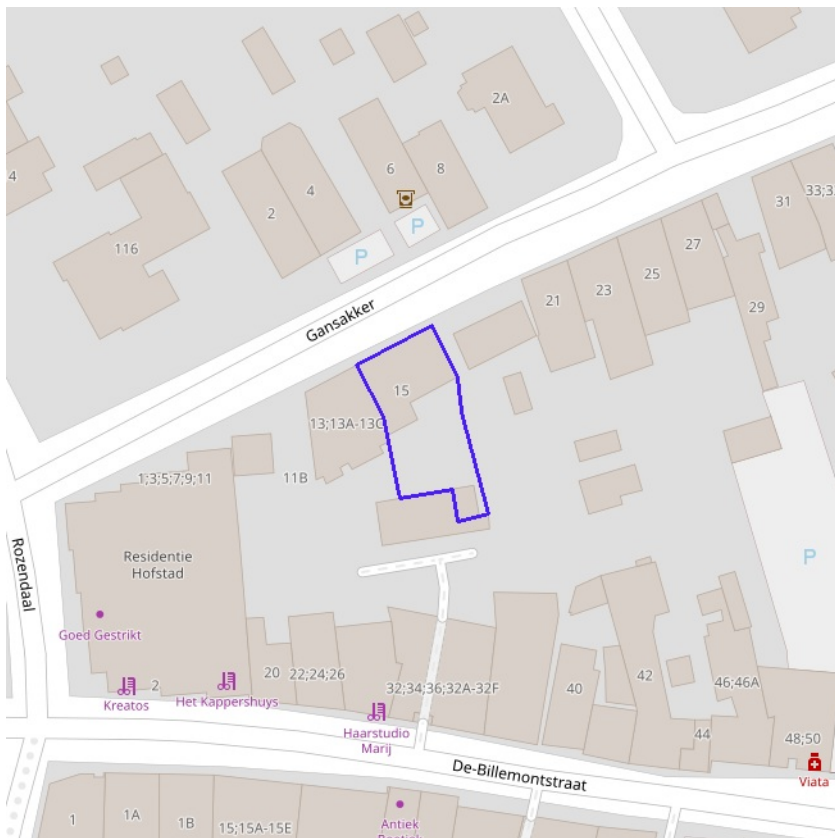 2A
6
8
4
4
2
116
P
P
31
33;3
27
25
23
21
29
Gansakker
15
13;13A-13C
11B
1;3;5;7;9;11
Residentie
Hofstad
Rozendaal
Goed Gestrikt
P
2
Kreatos
Het Kappershuys
20
22;24;26
32;34;36;32A-32F
40
42
46;46A
44
48;50
Haarstudio
Marij
Viata
De-Billemontstraat
1
1A
1B
15;15A-15E
Antiek